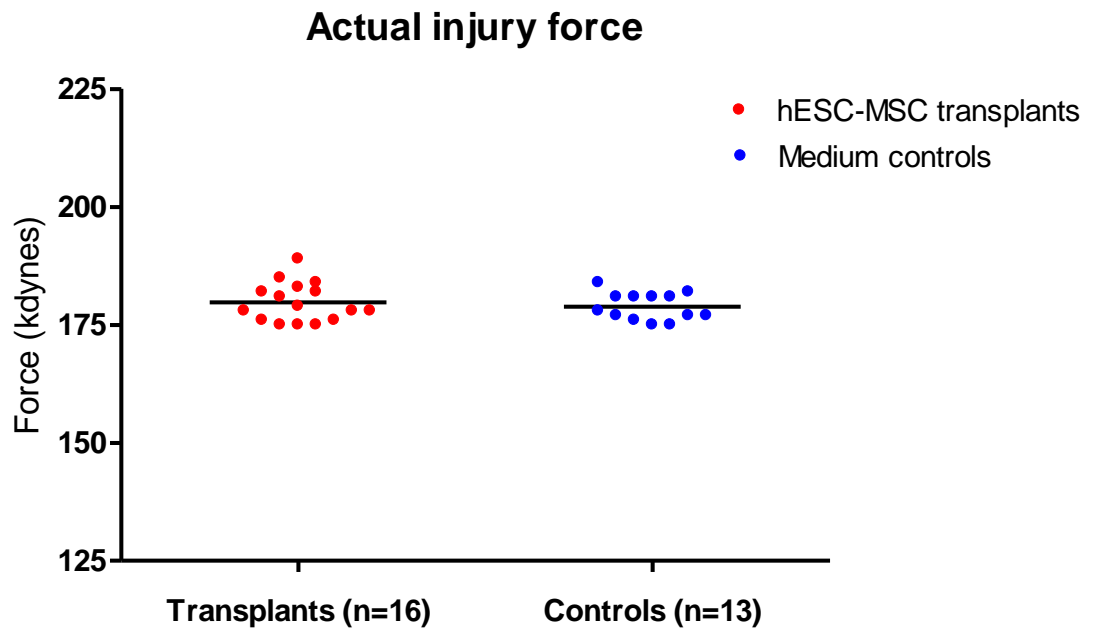 Actual injury force
225
200
175
150
125
Force (kdynes)
hESC-MSC transplants
Medium controls
Transplants (n=16)
Controls (n=13)